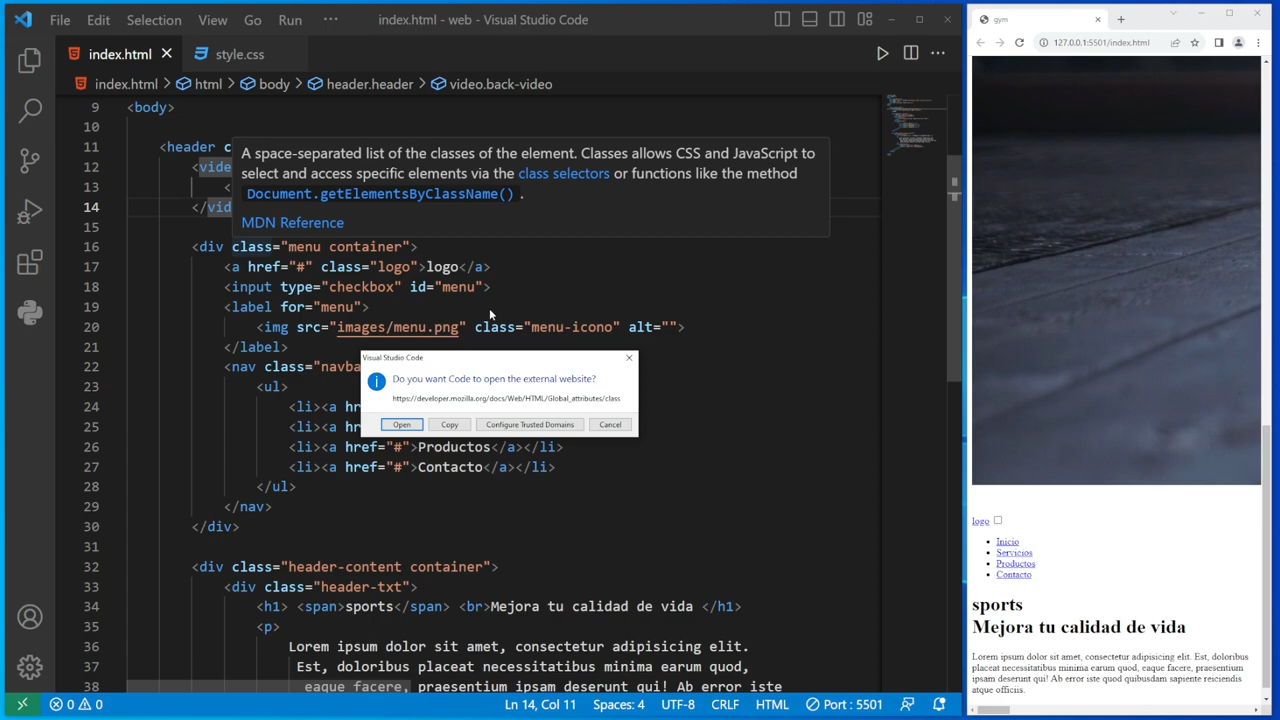 File Edit Selection View Go Run ··· index.html - web - Visual Studio Code
index.html style.css
index.html > html > body > header.header > video.back-video
9 <body>
10
11 <header c
12 <vide
13 <
14 </vid
A space-separated list of the classes of the element. Classes allows CSS and JavaScript to
select and access specific elements via the class selectors or functions like the method
Document.getElementsByClassName() .
MDN Reference
15
16 <div class="menu container">
17 <a href="#" class="logo">logo</a>
18 <input type="checkbox" id="menu">
19 <label for="menu">
20 <img src="images/menu.png" class="menu-icono" alt="">
21 </label>
22 <nav class="navba
23 <ul>
24 <li><a hr
25 <li><a hr
26 <li><a href="#">Productos</a></li>
27 <li><a href="#">Contacto</a></li>
28 </ul>
29 </nav>
30 </div>
31
32 <div class="header-content container">
33 <div class="header-txt">
34 <h1> <span>sports</span> <br>Mejora tu calidad de vida </h1>
35 <p>
36 Lorem ipsum dolor sit amet, consectetur adipisicing elit.
37 Est, doloribus placeat necessitatibus minima earum quod,
38 eaque facere, praesentium ipsam deserunt qui! Ab error iste
Visual Studio Code
Do you want Code to open the external website?
https://developer.mozilla.org/docs/Web/HTML/Global_attributes/class
Open Copy Configure Trusted Domains Cancel
0 0 Ln 14, Col 11 Spaces: 4 UTF-8 CRLF HTML Port : 5501
gym
127.0.0.1:5501/index.html
logo
Inicio
Servicios
Productos
Contacto
sports
Mejora tu calidad de vida
Lorem ipsum dolor sit amet, consectetur adipisicing elit. Est, doloribus
placeat necessitatibus minima earum quod, eaque facere, praesentium
ipsam deserunt qui! Ab error iste quibusdam sapiente reiciendis
atque officiis.